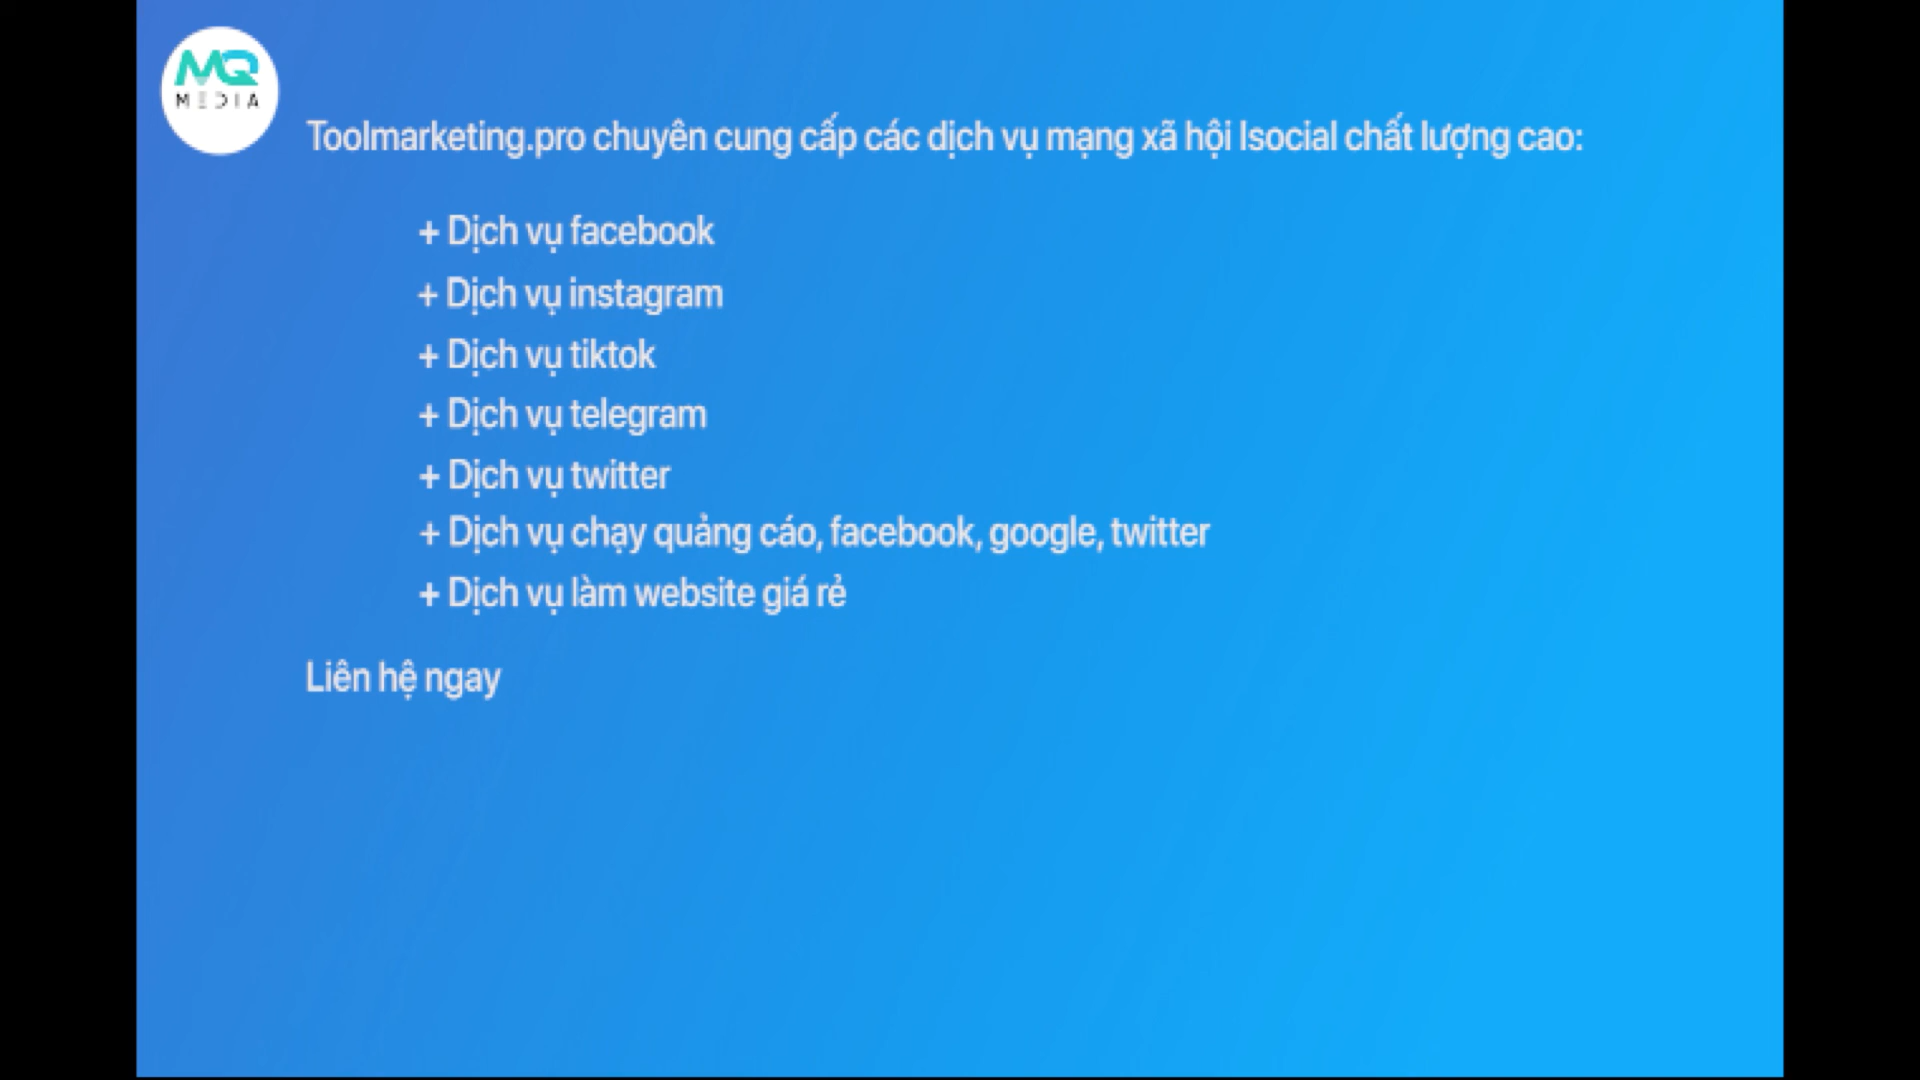 MQ
MEDIA
Toolmarketing.pro chuyên cung cấp các dịch vụ mạng xã hội Isocial chất lượng cao:
+ Dịch vụ facebook
+ Dịch vụ instagram
+ Dịch vụ tiktok
+ Dịch vụ telegram
+ Dịch vụ twitter
+ Dịch vụ chạy quảng cáo, facebook, google, twitter
+ Dịch vụ làm website giá rẻ
Liên hệ ngay